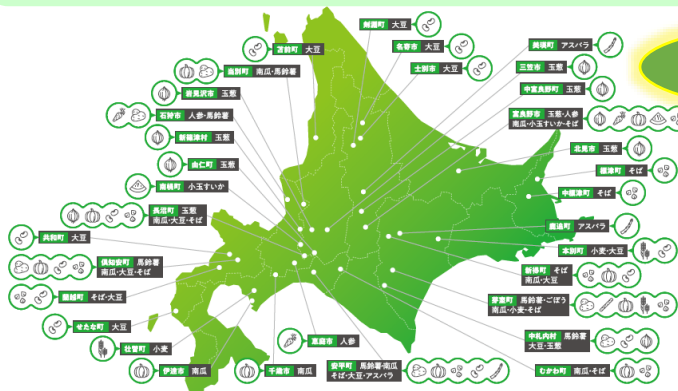 剣淵町 大豆
苫前町 大豆
名寄市 大豆
美瑛町 アスパラ
士別市 大豆
当別町 南瓜・馬鈴薯
三笠市 玉葱
岩見沢市 玉葱
中富良野町 玉葱
石狩市 人参・馬鈴薯
富良野市 玉葱・人参
南瓜・小玉すいか・そば
新篠津村 玉葱
北見市 玉葱
由仁町 玉葱
標津町 そば
南幌町 小玉すいか
中標津町 そば
長沼町 玉葱
南瓜・大豆・そば
鹿追町 アスパラ
共和町 大豆
本別町 小麦・大豆
倶知安町 馬鈴薯
南瓜・大豆・そば
新得町 そば
南瓜・大豆
蘭越町 そば・大豆
芽室町 馬鈴薯・ごぼう
南瓜・小麦・そば
せたな町 大豆
中札内村 馬鈴薯
大豆・玉葱
壮瞥町 小麦
恵庭市 人参
伊達市 南瓜
千歳市 南瓜
安平町 馬鈴薯・南瓜
そば・大豆・アスパラ
むかわ町 南瓜・そば